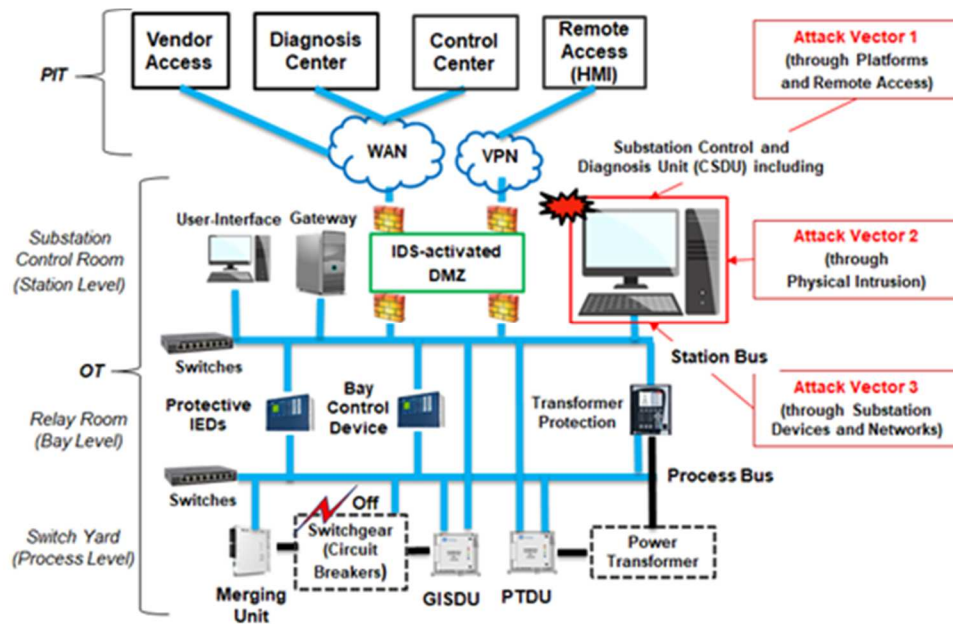 PIT
Vendor
Access
Diagnosis
Center
Control
Center
Remote
Access
(HMI)
Attack Vector 1
(through Platforms
and Remote Access)
WAN
VPN
Substation Control and
Diagnosis Unit (CSDU) including
Substation
Control Room
(Station Level)
User-Interface
Gateway
IDS-activated
DMZ
Attack Vector 2
(through
Physical Intrusion)
OT
Switches
Station Bus
Relay Room
(Bay Level)
Protective
IEDs
Bay
Control
Device
Transformer
Protection
Attack Vector 3
(through Substation
Devices and Networks)
Switches
Process Bus
Switch Yard
(Process Level)
Off
Switchgear
(Circuit
Breakers)
Power
Transformer
Merging
Unit
GISDU
PTDU